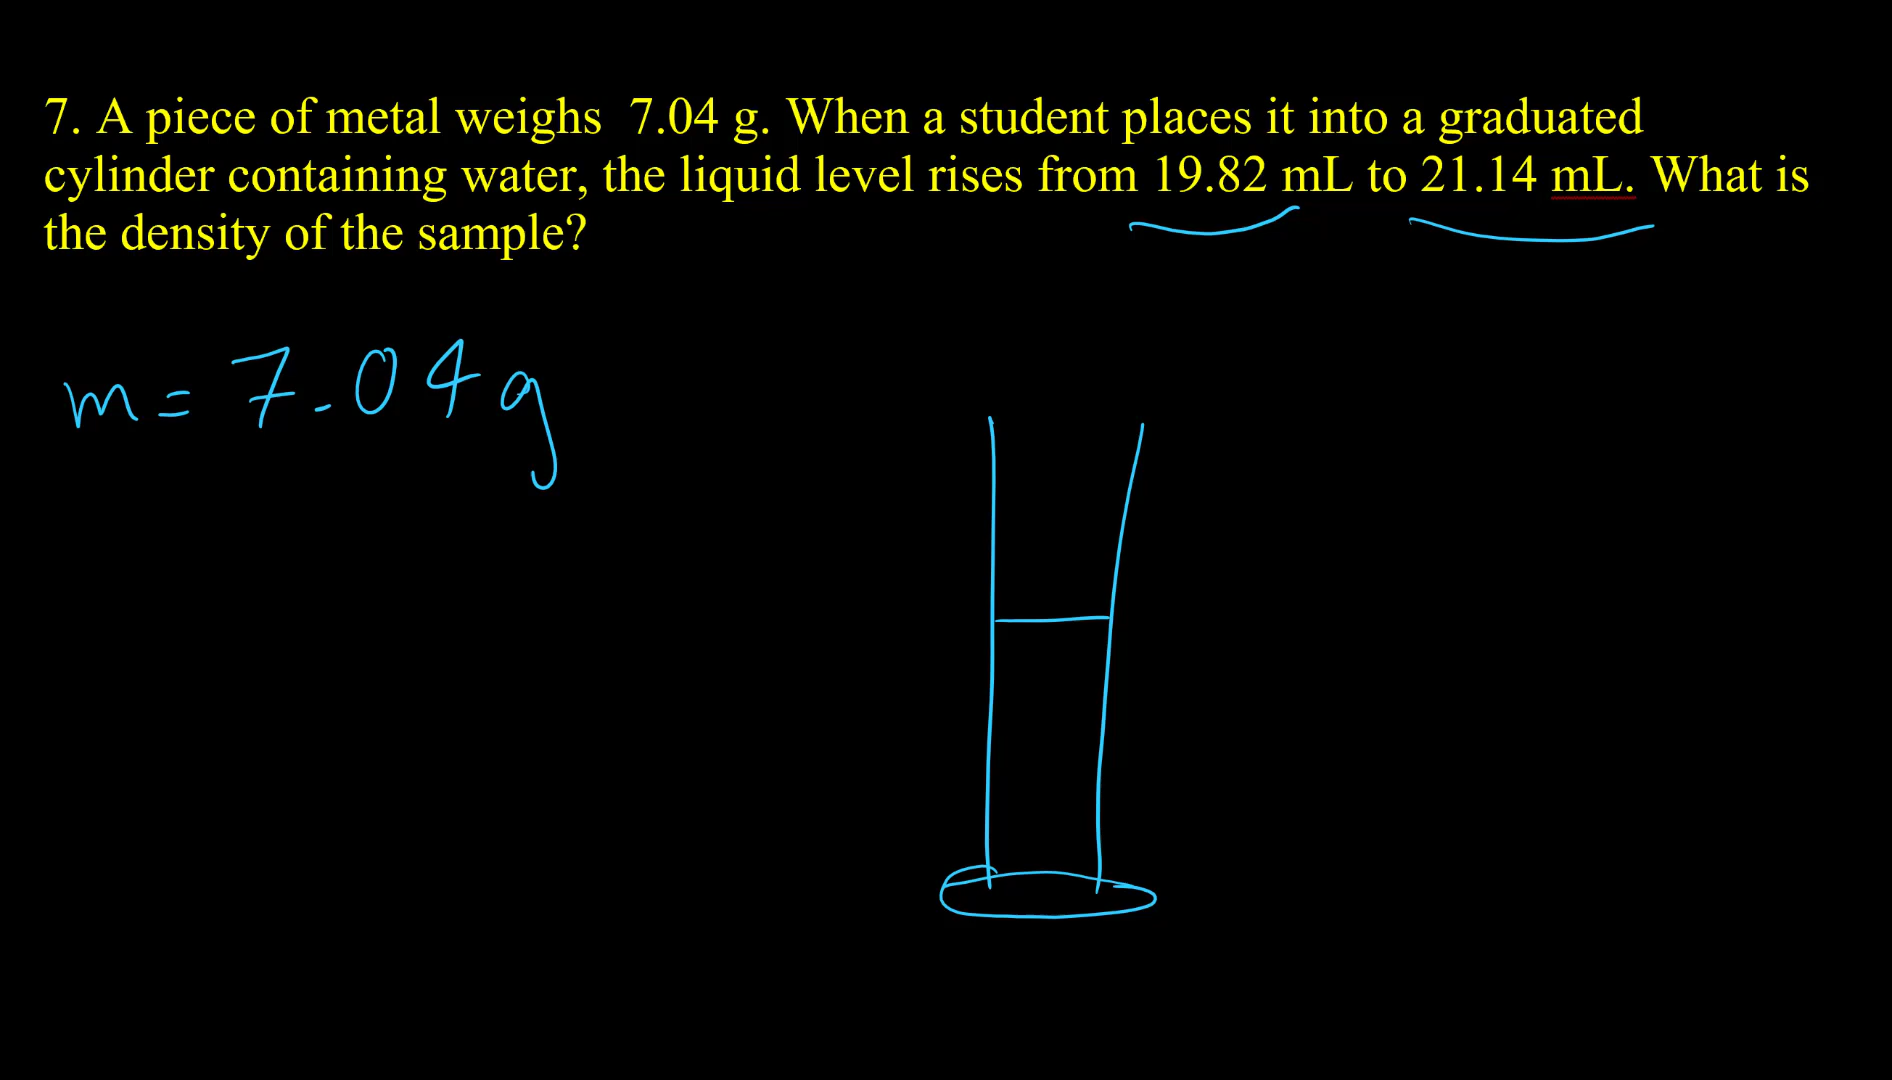 7. A piece of metal weighs  7.04 g. When a student places it into a graduated
cylinder containing water, the liquid level rises from 19.82 mL to 21.14 mL. What is
the density of the sample?
m = 7.04 g